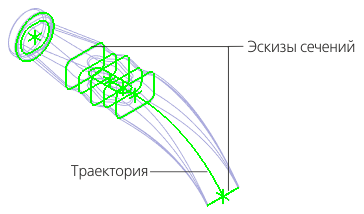 Эскизы сечений
Траектория